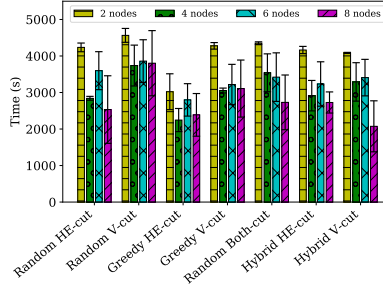 2 nodes 4 nodes 6 nodes 8 nodes
5000
4000
3000
2000
1000
0
Time (s)
Random HE-cut
Random V-cut
Greedy HE-cut
Greedy V-cut
Random Both-cut
Hybrid HE-cut
Hybrid V-cut